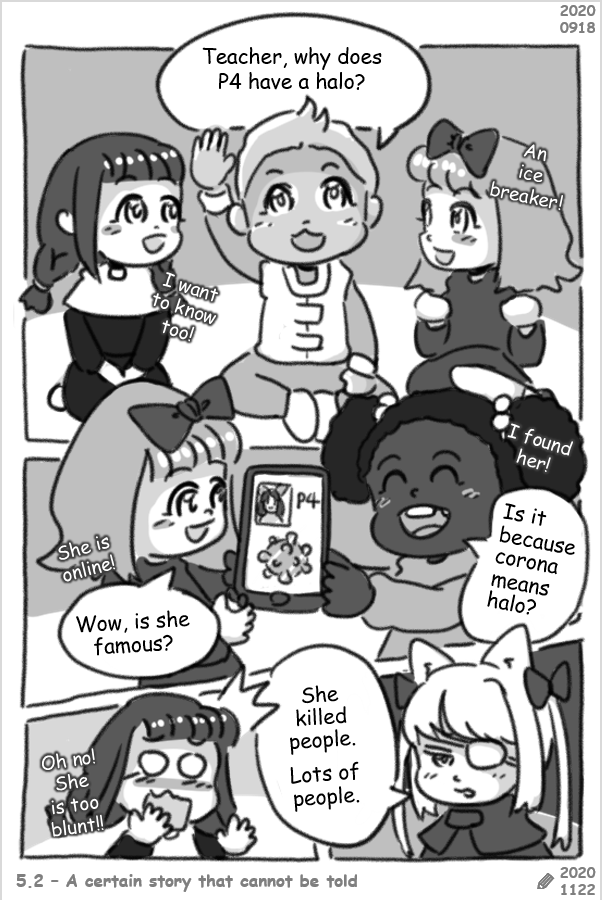 2020
0918
Teacher, why does
P4 have a halo?
An
ice
breaker!
I want
to know
too!
I found
her!
P4
Is it
because
corona
means
halo?
She is
online!
Wow, is she
famous?
She
killed
people.
Lots of
people.
Oh no!
She
is too
blunt!!
5.2 – A certain story that cannot be told
2020
1122